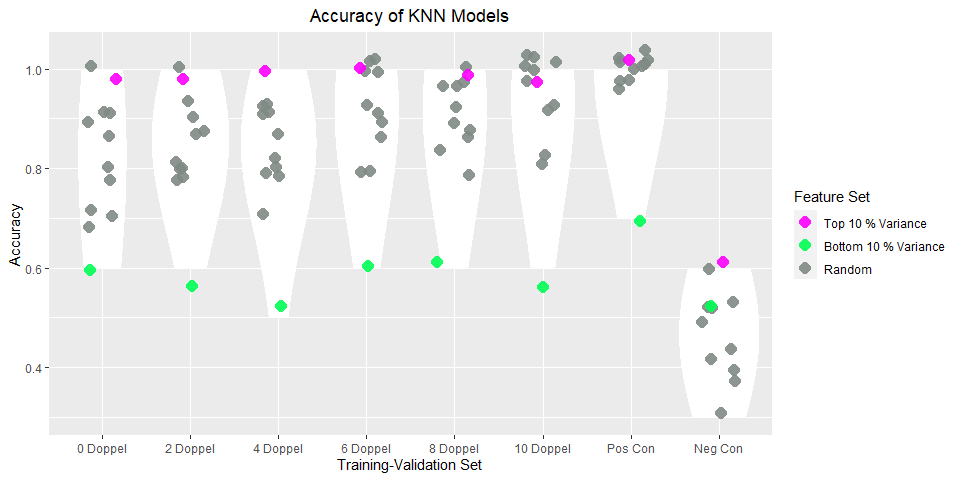 Accuracy of KNN Models
Accuracy
1.0
0.8
0.6
0.4
0 Doppel
2 Doppel
4 Doppel
6 Doppel
8 Doppel
10 Doppel
Pos Con
Neg Con
Training-Validation Set
Feature Set
Top 10 % Variance
Bottom 10 % Variance
Random